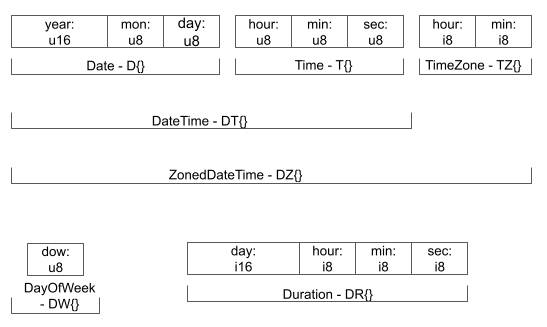 year: mon: day: hour: min: sec: hour: min:
u16 u8 u8 u8 u8 u8 i8 i8
Date - D{} Time - T{} TimeZone - TZ{}
DateTime - DT{}
ZonedDateTime - DZ{}
dow: day: hour: min: sec:
u8 i16 i8 i8 i8
DayOfWeek
- DW{}
Duration - DR{}